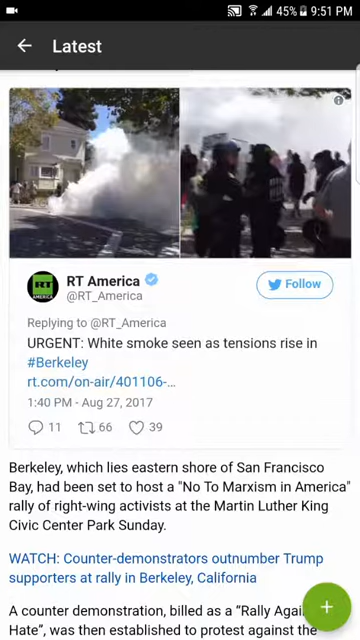 45% 9:51 PM
Latest
RT America
@RT_America
Follow
RT
AMERICA
Replying to @RT_America
URGENT: White smoke seen as tensions rise in
#Berkeley
rt.com/on-air/401106-…
1:40 PM - Aug 27, 2017
11 66 39
Berkeley, which lies eastern shore of San Francisco
Bay, had been set to host a "No To Marxism in America"
rally of right-wing activists at the Martin Luther King
Civic Center Park Sunday.
WATCH: Counter-demonstrators outnumber Trump
supporters at rally in Berkeley, California
A counter demonstration, billed as a “Rally Again
Hate”, was then established to protest against the